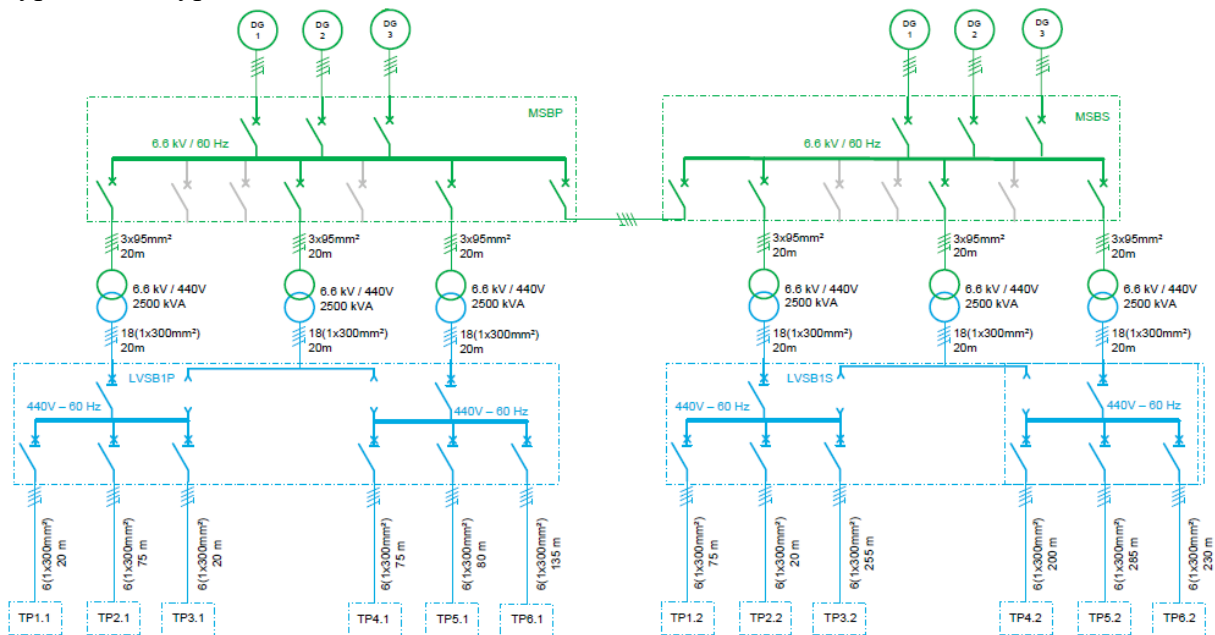 DG
1
DG
2
DG
3
DG
1
DG
2
DG
3
MSBP
MSBS
6.6 kV / 60 Hz
6.6 kV / 60 Hz
3x95mm²
20m
3x95mm²
20m
3x95mm²
20m
3x95mm²
20m
3x95mm²
20m
3x95mm²
20m
6.6 kV / 440V
2500 kVA
6.6 kV / 440V
2500 kVA
6.6 kV / 440V
2500 kVA
6.6 kV / 440V
2500 kVA
6.6 kV / 440V
2500 kVA
6.6 kV / 440V
2500 kVA
18(1x300mm²)
20m
18(1x300mm²)
20m
18(1x300mm²)
20m
18(1x300mm²)
20m
18(1x300mm²)
20m
18(1x300mm²)
20m
LVSB1P
LVSB1S
440V – 60 Hz
440V – 60 Hz
440V – 60 Hz
440V – 60 Hz
6(1x300mm²)
20 m
6(1x300mm²)
75 m
6(1x300mm²)
20 m
6(1x300mm²)
75 m
6(1x300mm²)
80 m
6(1x300mm²)
135 m
6(1x300mm²)
75 m
6(1x300mm²)
20 m
6(1x300mm²)
255 m
6(1x300mm²)
200 m
6(1x300mm²)
285 m
6(1x300mm²)
230 m
TP1.1
TP2.1
TP3.1
TP4.1
TP5.1
TP6.1
TP1.2
TP2.2
TP3.2
TP4.2
TP5.2
TP6.2